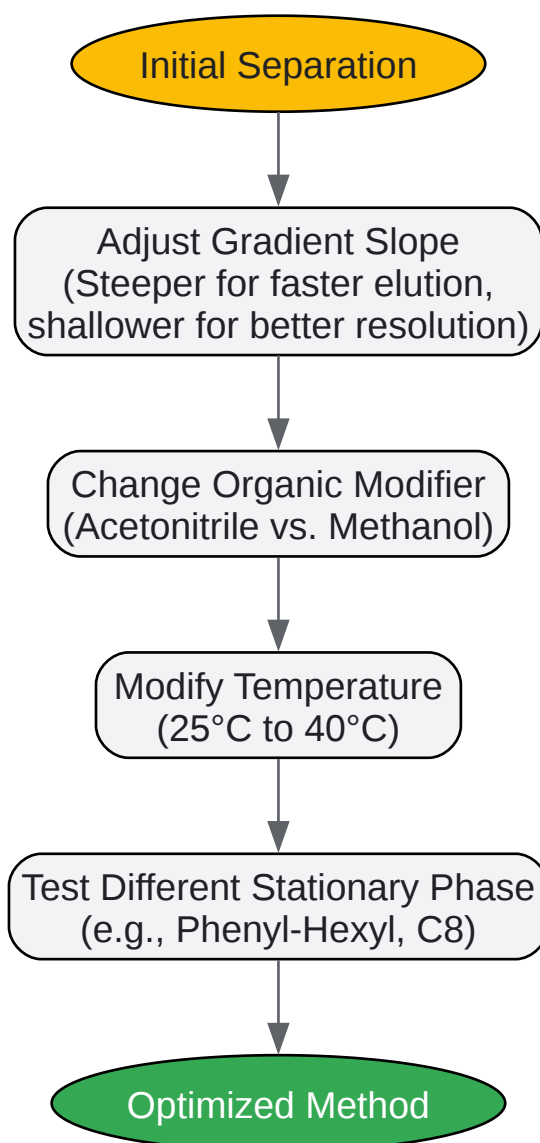 Initial Separation
Adjust Gradient Slope
(Steeper for faster elution,
shallower for better resolution)
Change Organic Modifier
(Acetonitrile vs. Methanol)
Modify Temperature
(25°C to 40°C)
Test Different Stationary Phase
(e.g., Phenyl-Hexyl, C8)
Optimized Method